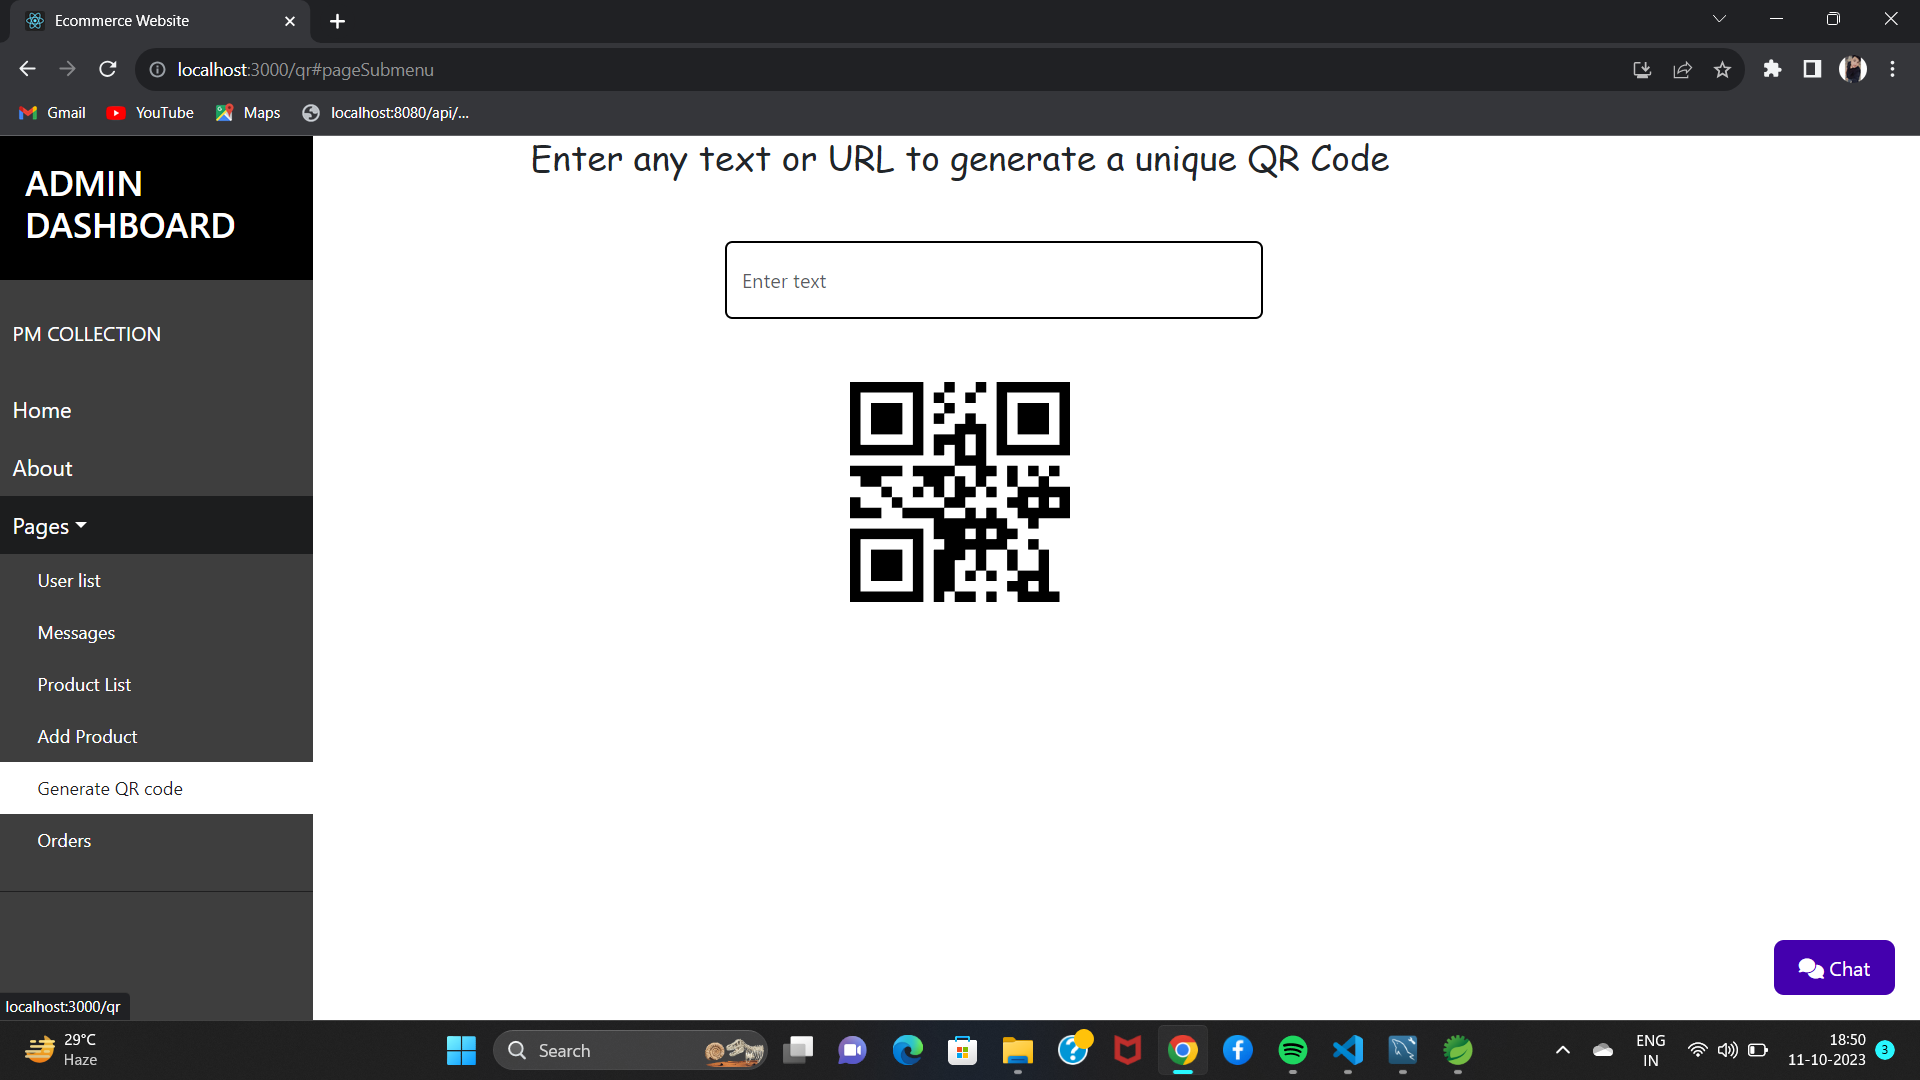 Ecommerce Website
localhost:3000/qr#pageSubmenu
Gmail YouTube Maps localhost:8080/api/...
ADMIN
DASHBOARD
PM COLLECTION
Home
About
Pages
User list
Messages
Product List
Add Product
Generate QR code
Orders
Enter any text or URL to generate a unique QR Code
Enter text
Chat
localhost:3000/qr
29°C
Haze
Search
ENG
IN
18:50
11-10-2023
3